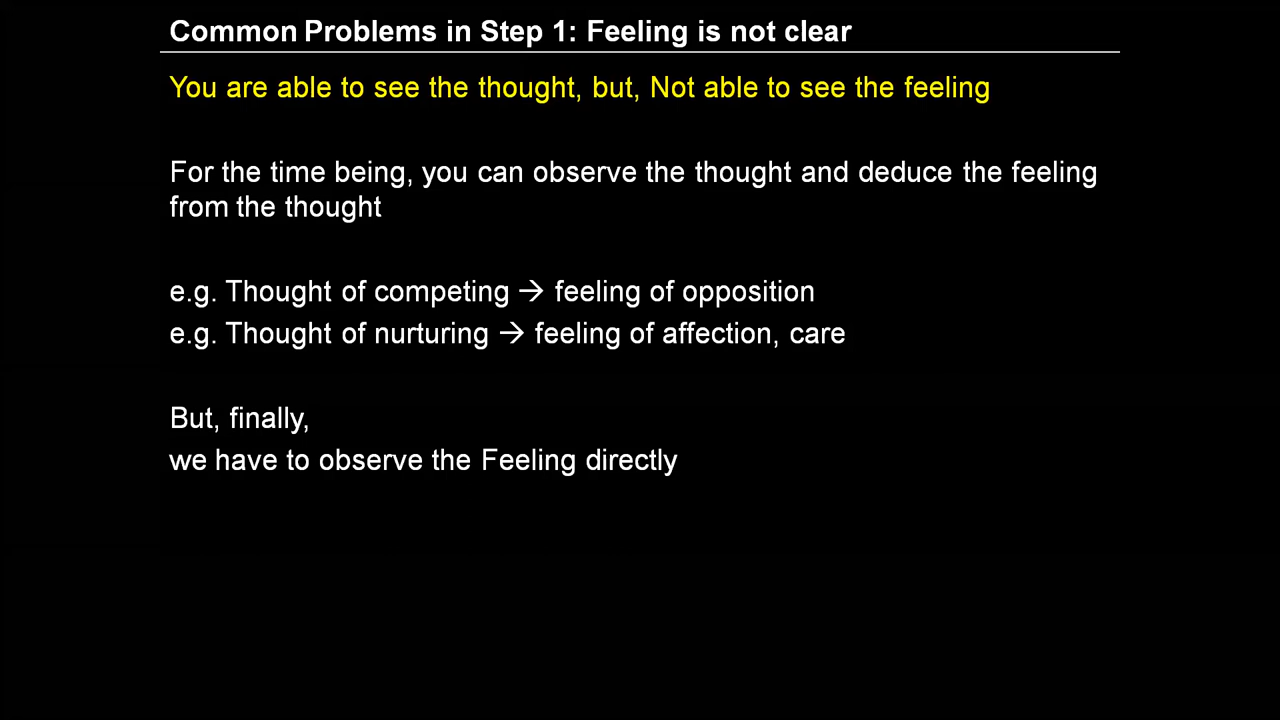 Common Problems in Step 1: Feeling is not clear
You are able to see the thought, but, Not able to see the feeling
For the time being, you can observe the thought and deduce the feeling
from the thought
e.g. Thought of competing → feeling of opposition
e.g. Thought of nurturing → feeling of affection, care
But, finally,
we have to observe the Feeling directly